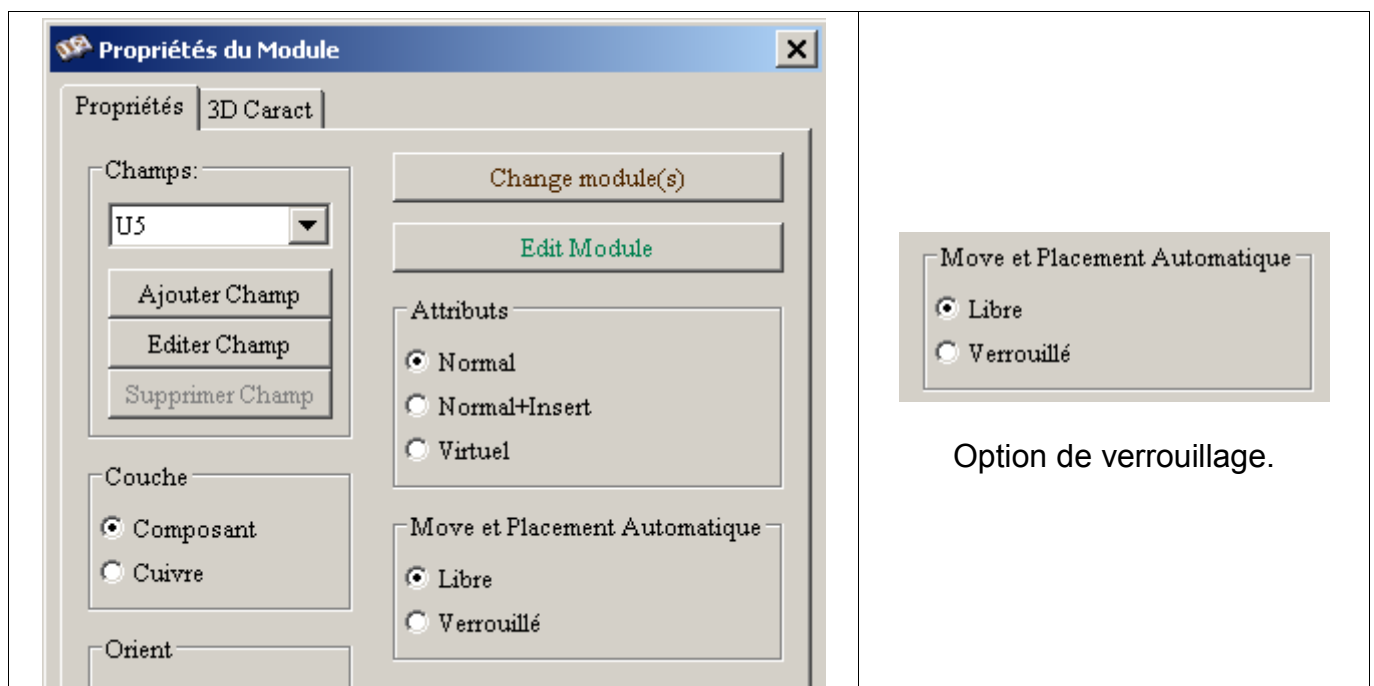 Propriétés du Module
Propriétés
3D Caract
Champs:
U5
Ajouter Champ
Editer Champ
Supprimer Champ
Couche
Composant
Cuivre
Orient
Change module(s)
Edit Module
Attributs
Normal
Normal+Insert
Virtuel
Move et Placement Automatique
Libre
Verrouillé
Move et Placement Automatique
Libre
Verrouillé
Option de verrouillage.